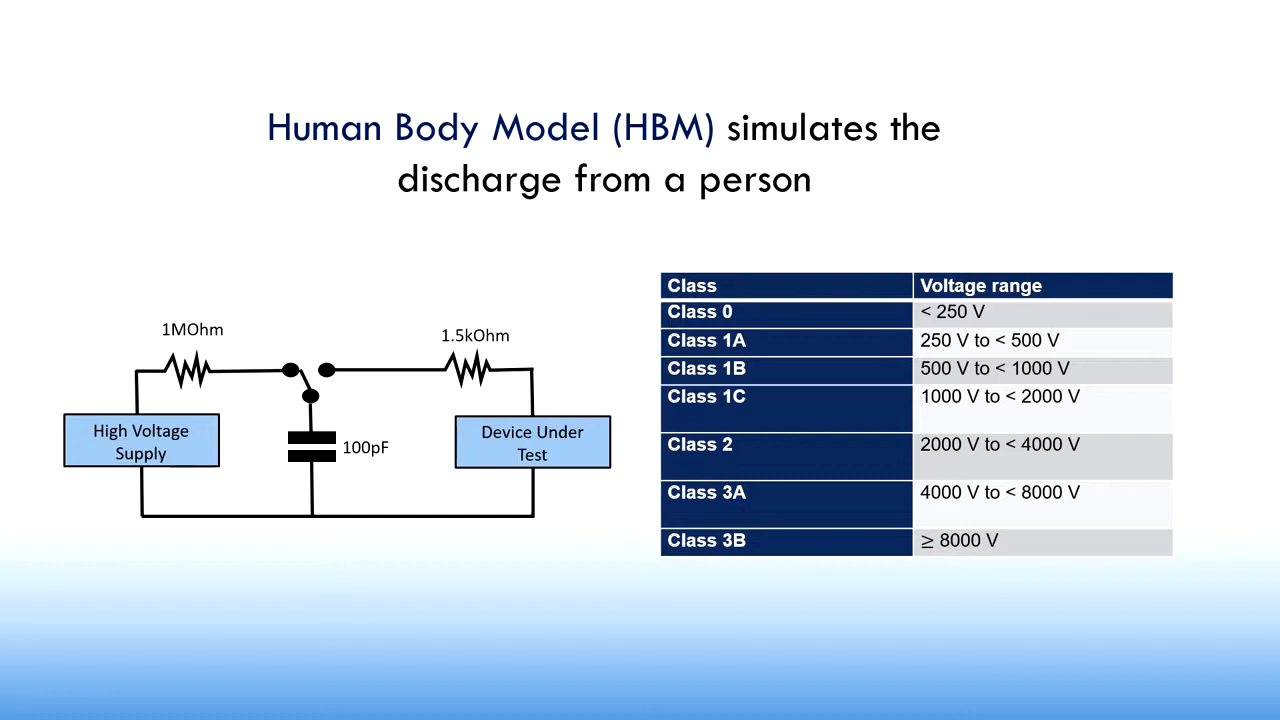 Human Body Model (HBM) simulates the
discharge from a person
1MOhm
1.5kOhm
High Voltage
Supply
100pF
Device Under
Test
Class Voltage range
Class 0 < 250 V
Class 1A 250 V to < 500 V
Class 1B 500 V to < 1000 V
Class 1C 1000 V to < 2000 V
Class 2 2000 V to < 4000 V
Class 3A 4000 V to < 8000 V
Class 3B ≥ 8000 V